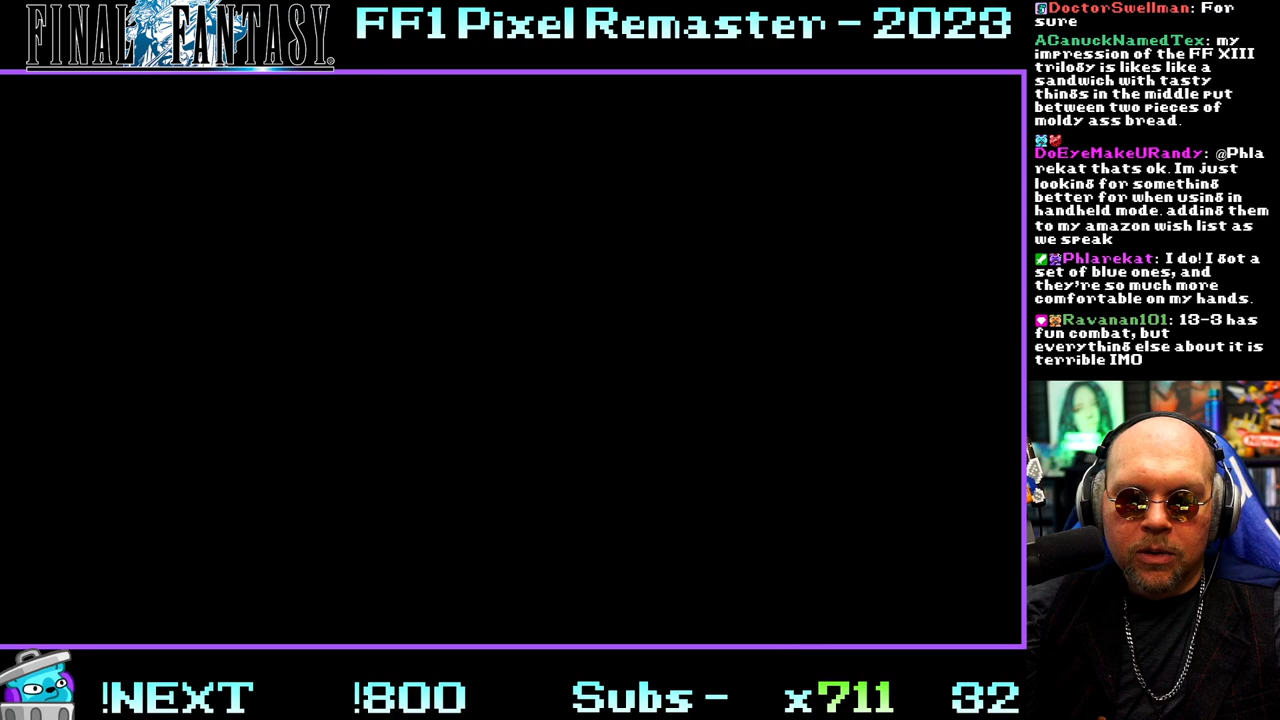 FINAL FANTASY®
FF1 Pixel Remaster - 2023
DoctorSwellman: For
sure
ACanuckNamedTex: my
impression of the FF XIII
trilogy is likes like a
sandwich with tasty
things in the middle put
between two pieces of
moldy ass bread.
DoEyeMakeURandy: @Phla
rekat thats ok. Im just
looking for something
better for when using in
handheld mode. adding them
to my amazon wish list as
we speak
Phlarekat: I do! I got a
set of blue ones, and
they're so much more
comfortable on my hands.
Ravanan101: 13-3 has
fun combat, but
everything else about it is
terrible IMO
!NEXT !800 Subs - x711 32